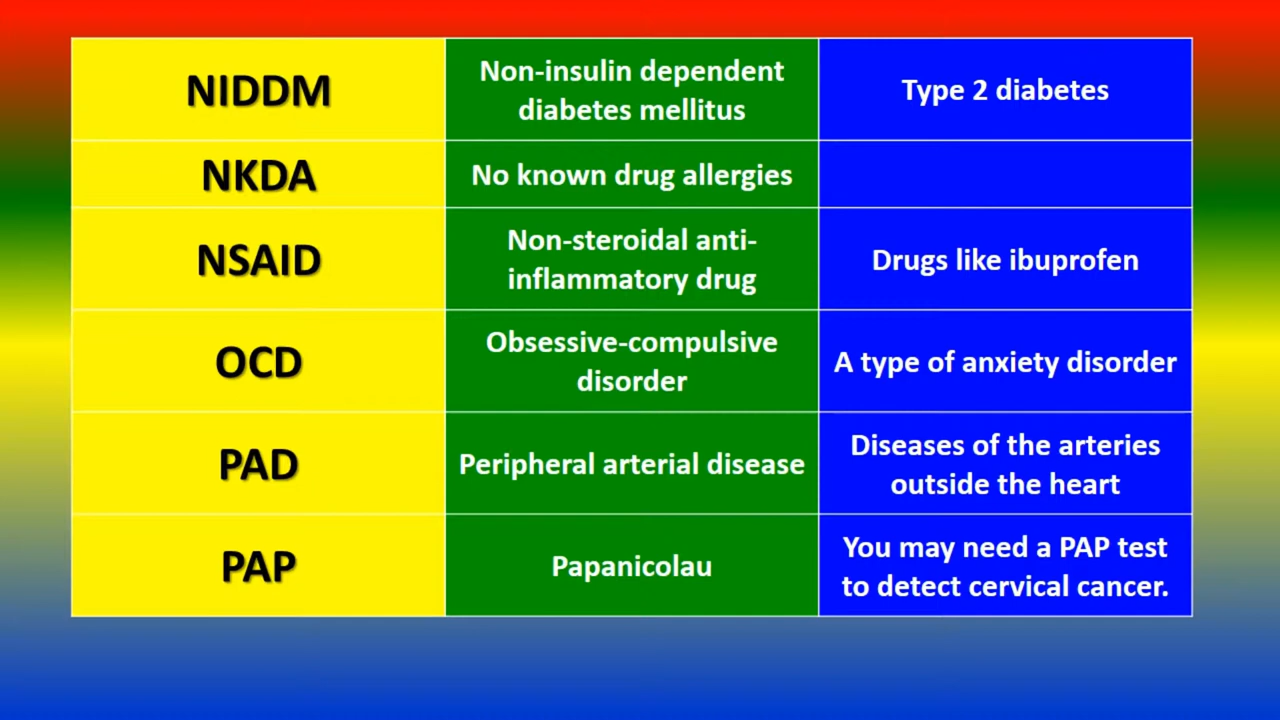 NIDDM
Non-insulin dependent
diabetes mellitus
Type 2 diabetes
NKDA
No known drug allergies
NSAID
Non-steroidal anti-
inflammatory drug
Drugs like ibuprofen
OCD
Obsessive-compulsive
disorder
A type of anxiety disorder
PAD
Peripheral arterial disease
Diseases of the arteries
outside the heart
PAP
Papanicolau
You may need a PAP test
to detect cervical cancer.